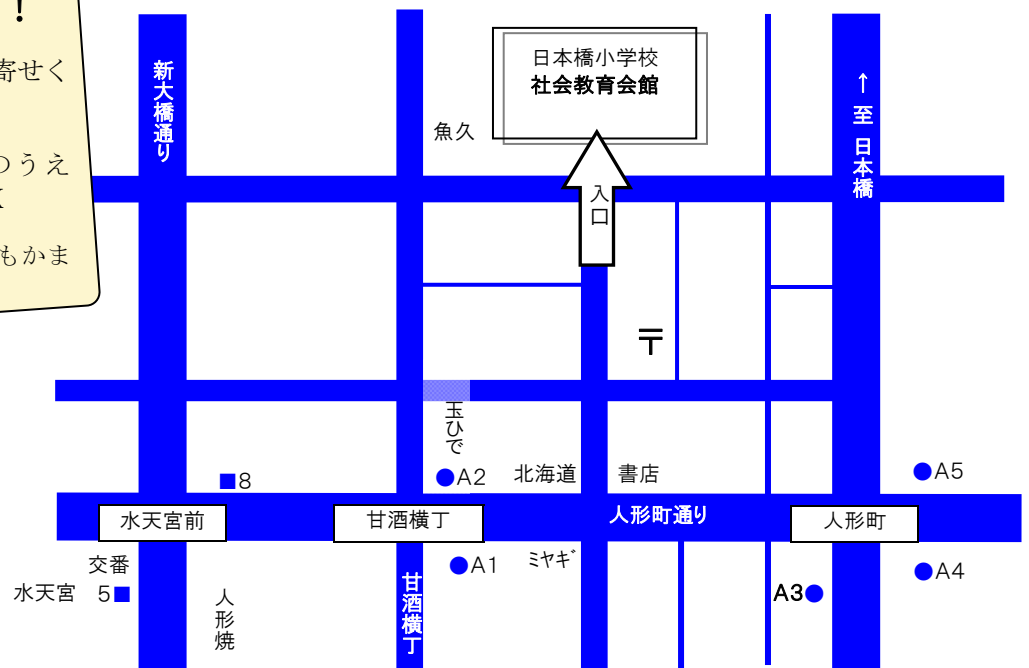 ！
寄せく
のうえ
もかま
新大橋通り
日本橋小学校
社会教育会館
魚久
↑至 日本橋
入口
〒
玉ひで
■8
●A2
北海道
書店
●A5
水天宮前
甘酒横丁
人形町通り
人形町
交番
水天宮 5■
●A1
ﾐﾔｷﾞ
A3●
●A4
人形焼
甘酒横丁